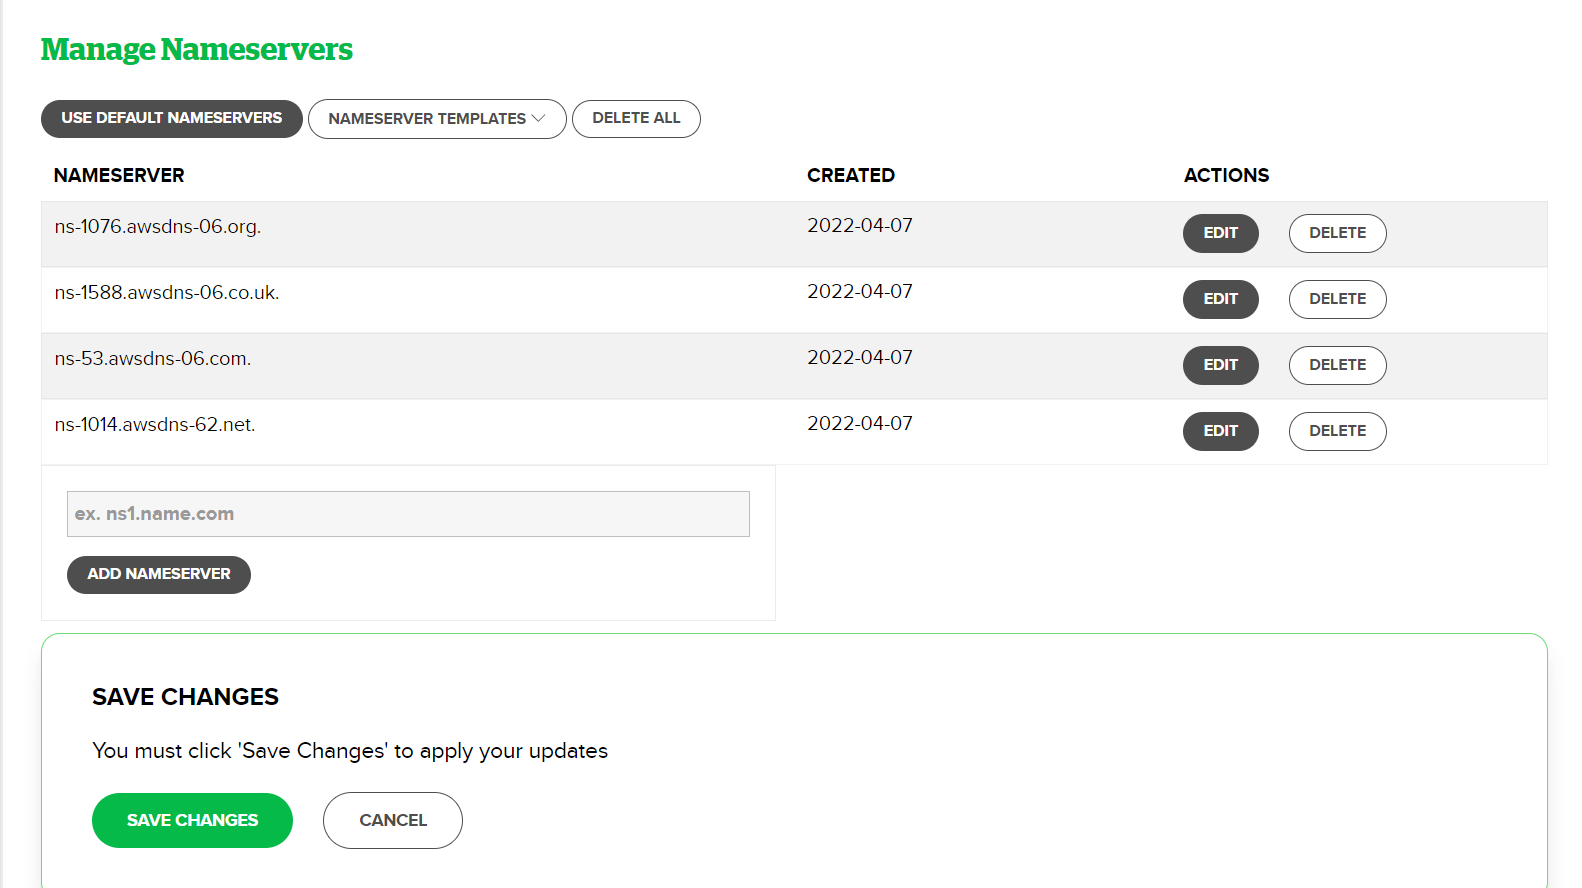 Manage Nameservers
USE DEFAULT NAMESERVERS NAMESERVER TEMPLATES DELETE ALL
NAMESERVER CREATED ACTIONS
ns-1076.awsdns-06.org. 2022-04-07 EDIT DELETE
ns-1588.awsdns-06.co.uk. 2022-04-07 EDIT DELETE
ns-53.awsdns-06.com. 2022-04-07 EDIT DELETE
ns-1014.awsdns-62.net. 2022-04-07 EDIT DELETE
ex. ns1.name.com
ADD NAMESERVER
SAVE CHANGES
You must click 'Save Changes' to apply your updates
SAVE CHANGES CANCEL